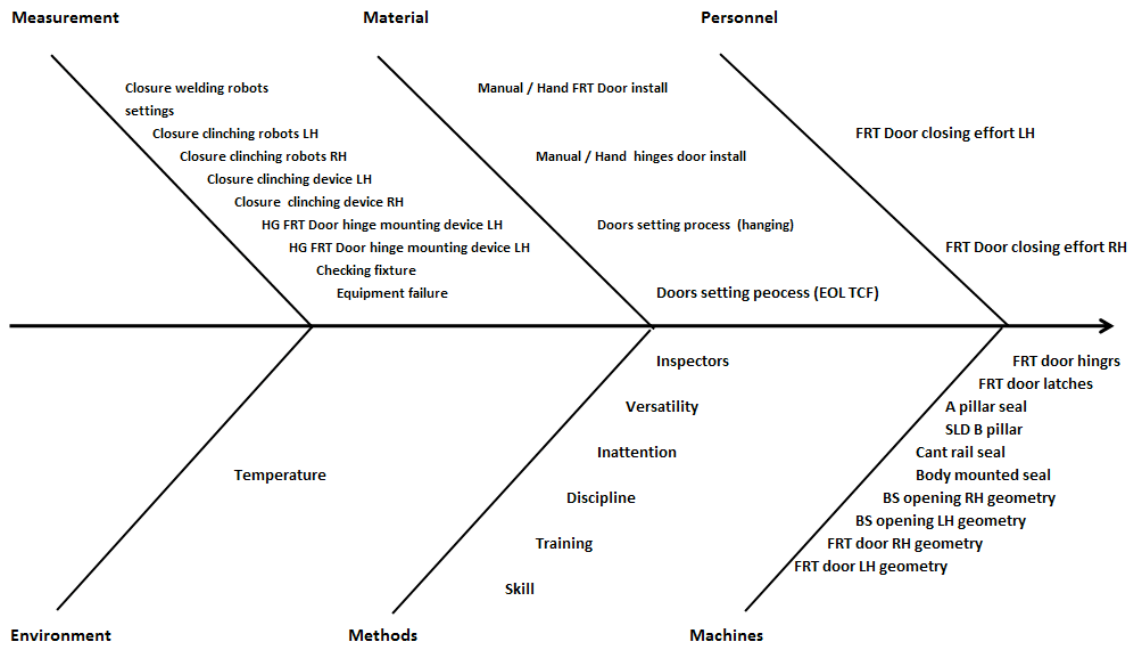 Measurement
Material
Personnel
Closure welding robots
settings
Closure clinching robots LH
Closure clinching robots RH
Closure clinching device LH
Closure  clinching device RH
HG FRT Door hinge mounting device LH
HG FRT Door hinge mounting device LH
Checking fixture
Equipment failure
Manual / Hand FRT Door install
Manual / Hand  hinges door install
Doors setting process  (hanging)
Doors setting peocess (EOL TCF)
FRT Door closing effort LH
FRT Door closing effort RH
Temperature
Inspectors
Versatility
Inattention
Discipline
Training
Skill
FRT door hingrs
FRT door latches
A pillar seal
SLD B pillar
Cant rail seal
Body mounted seal
BS opening RH geometry
BS opening LH geometry
FRT door RH geometry
FRT door LH geometry
Environment
Methods
Machines